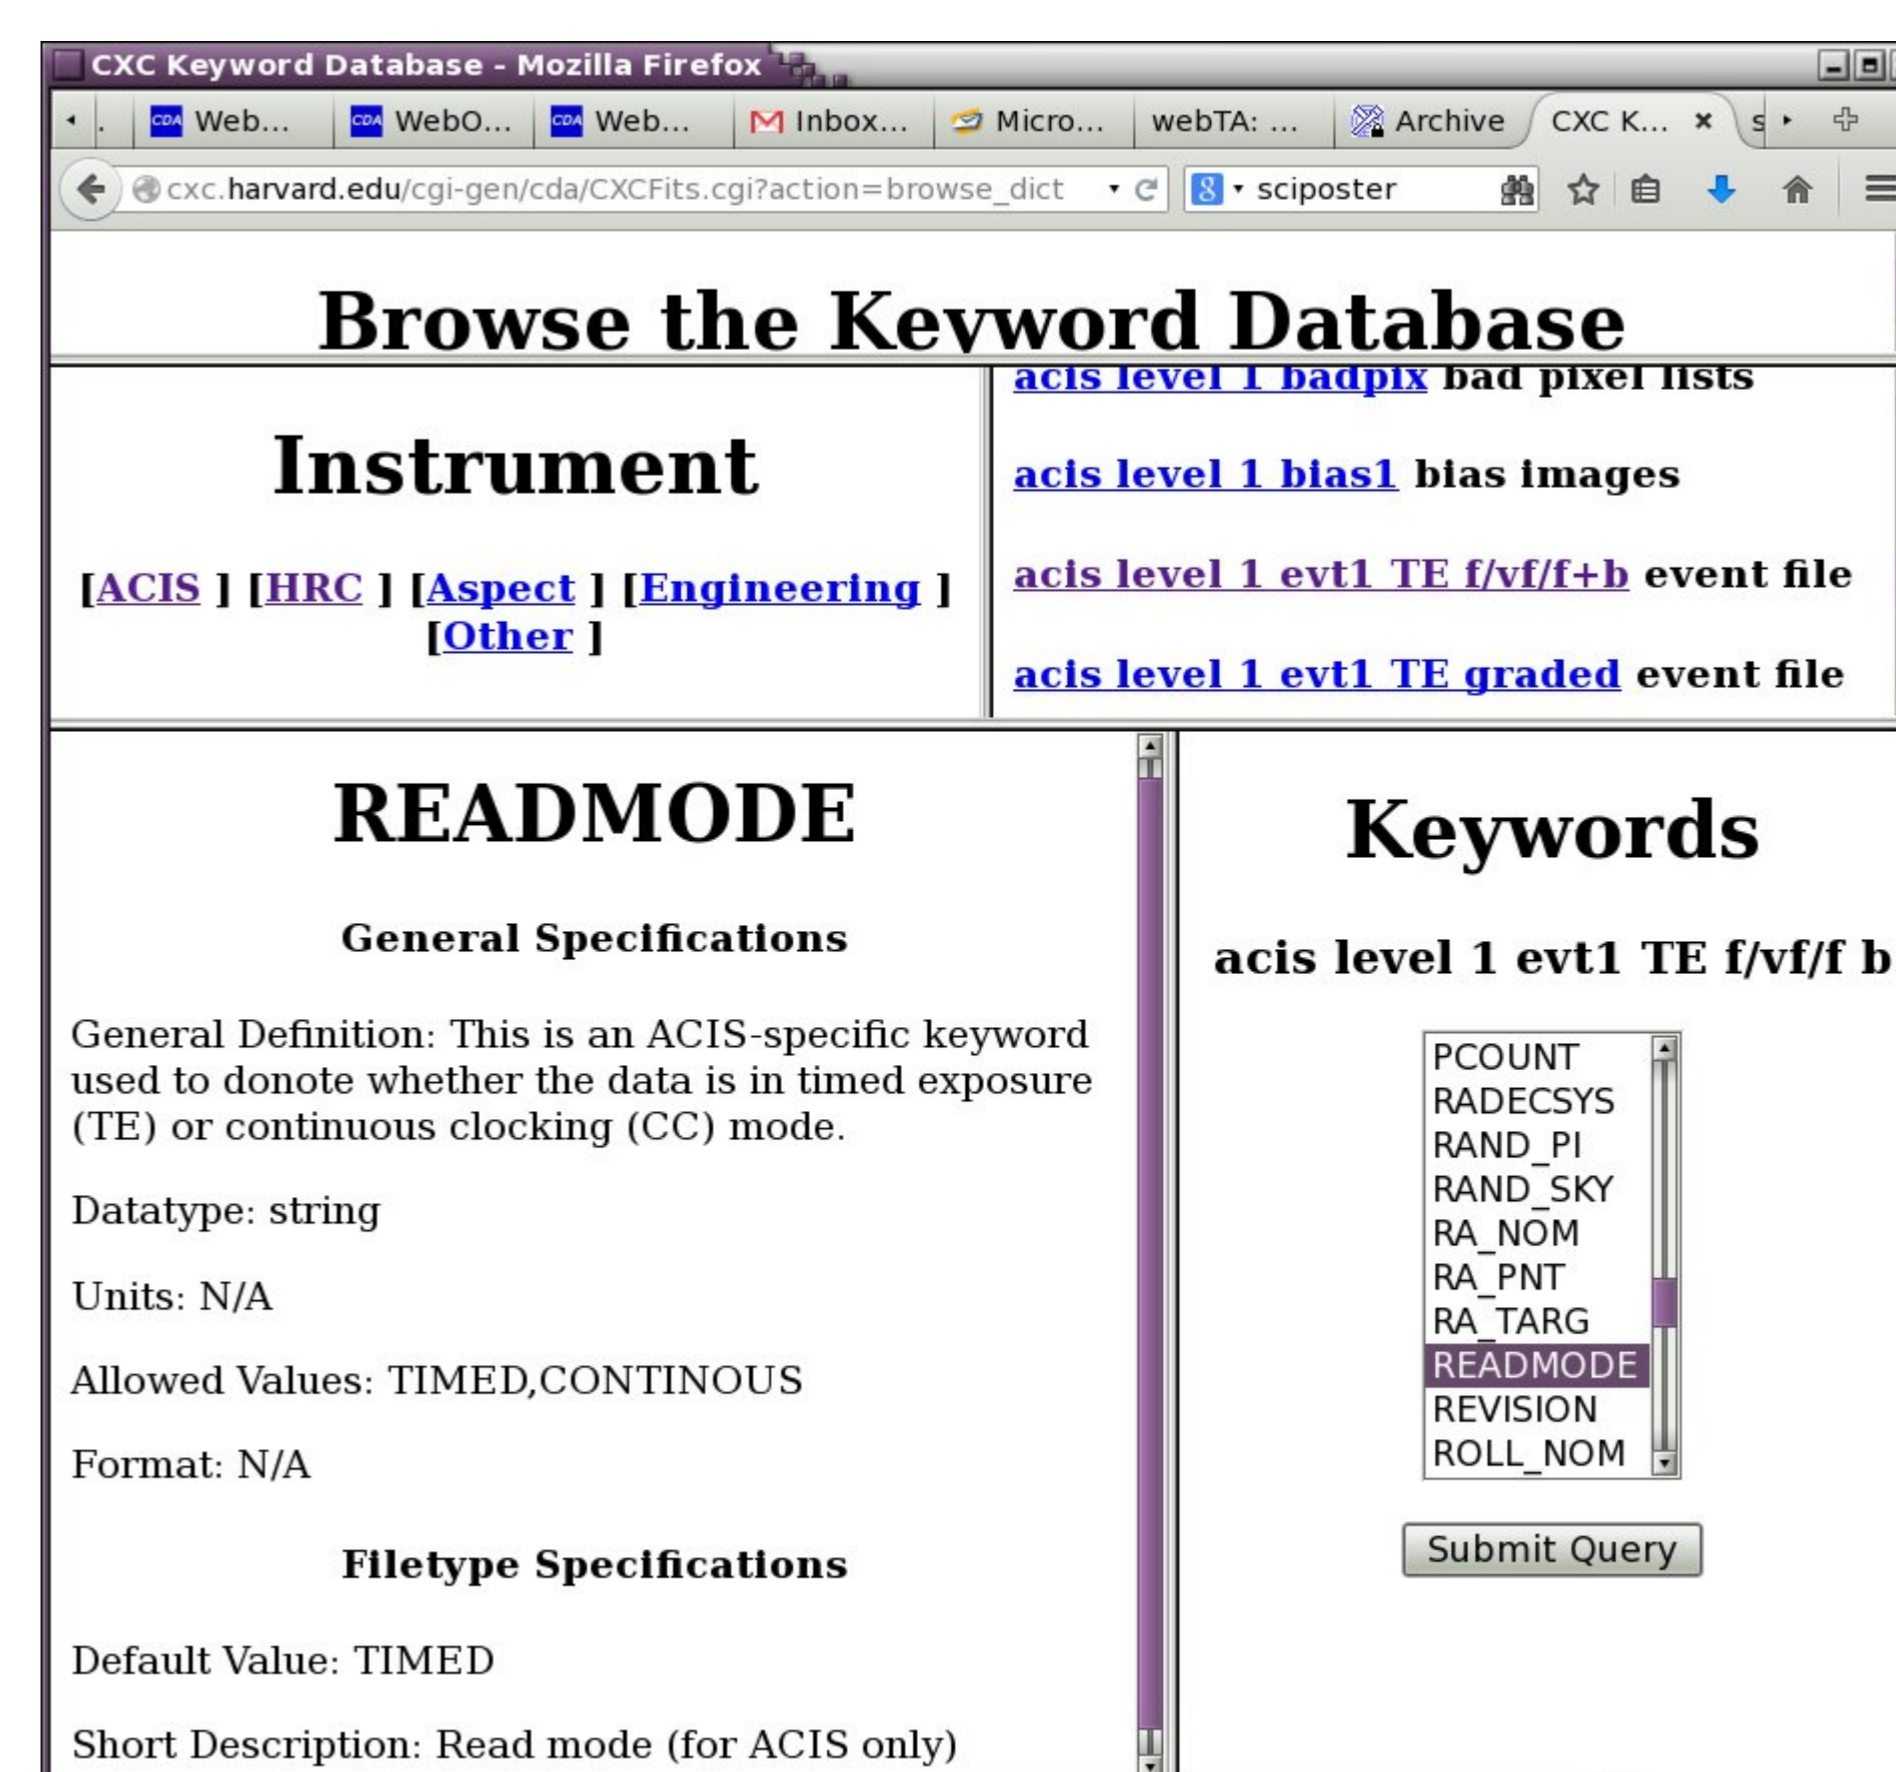 CXC Keyword Database - Mozilla Firefox
. Web... WebO... Web... Inbox... Micro... webTA: ... Archive CXC K... s
cxc.harvard.edu/cgi-gen/cda/CXCFits.cgi?action=browse_dict sciposter
Browse the Keyword Database
Instrument
[ACIS ] [HRC ] [Aspect ] [Engineering ]
[Other ]
acis level 1 badpix bad pixel lists
acis level 1 bias1 bias images
acis level 1 evt1 TE f/vf/f+b event file
acis level 1 evt1 TE graded event file
READMODE
General Specifications
General Definition: This is an ACIS-specific keyword
used to donote whether the data is in timed exposure
(TE) or continuous clocking (CC) mode.
Datatype: string
Units: N/A
Allowed Values: TIMED,CONTINOUS
Format: N/A
Filetype Specifications
Default Value: TIMED
Short Description: Read mode (for ACIS only)
Keywords
acis level 1 evt1 TE f/vf/f b
PCOUNT
RADECSYS
RAND_PI
RAND_SKY
RA_NOM
RA_PNT
RA_TARG
READMODE
REVISION
ROLL_NOM
Submit Query